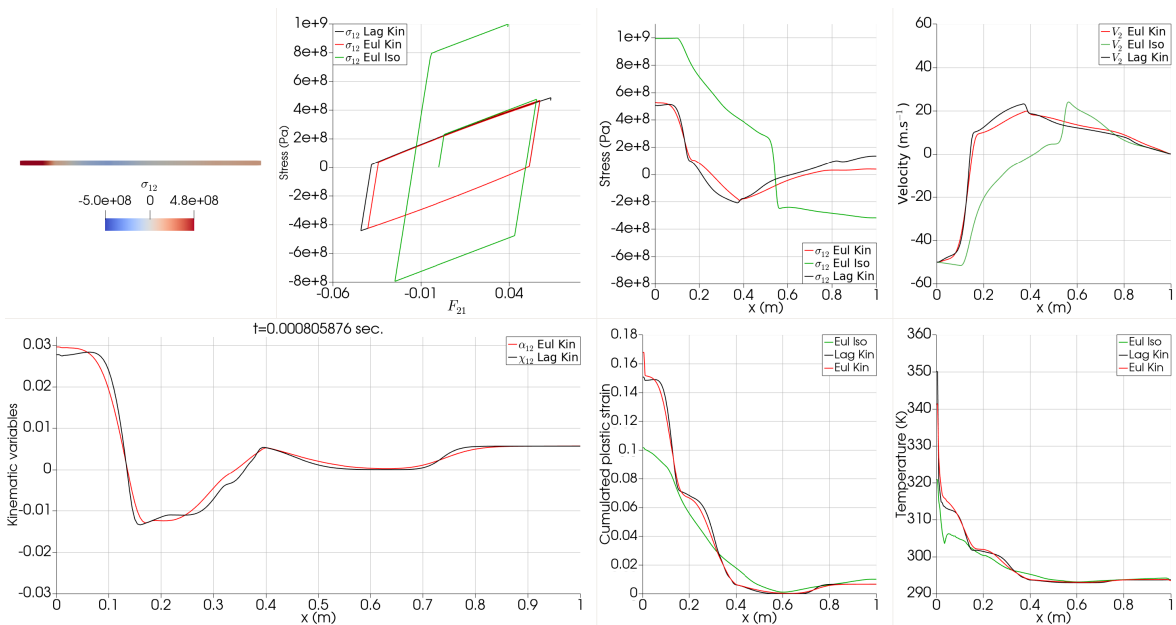 σ12
-5.0e+08 0 4.8e+08
1e+9
8e+8
6e+8
4e+8
2e+8
0
-2e+8
-4e+8
-6e+8
-8e+8
Stress (Pa)
σ12 Lag Kin
σ12 Eul Kin
σ12 Eul Iso
-0.06 -0.01 0.04
F21
1e+9
8e+8
6e+8
4e+8
2e+8
0
-2e+8
-4e+8
-6e+8
-8e+8
Stress (Pa)
σ12 Eul Kin
σ12 Eul Iso
σ12 Lag Kin
0 0.2 0.4 0.6 0.8 1
x (m)
60
40
20
0
-20
-40
-60
Velocity (m.s−1)
V2 Eul Kin
V2 Eul Iso
V2 Lag Kin
0 0.2 0.4 0.6 0.8 1
x (m)
t=0.000805876 sec.
0.03
0.02
0.01
0
-0.01
-0.02
-0.03
Kinematic variables
α12 Eul Kin
χ12 Lag Kin
0 0.1 0.2 0.3 0.4 0.5 0.6 0.7 0.8 0.9 1
x (m)
0.18
0.16
0.14
0.12
0.1
0.08
0.06
0.04
0.02
0
Cumulated plastic strain
Eul Iso
Lag Kin
Eul Kin
0 0.2 0.4 0.6 0.8 1
x (m)
360
350
340
330
320
310
300
290
Temperature (K)
Eul Iso
Lag Kin
Eul Kin
0 0.2 0.4 0.6 0.8 1
x (m)